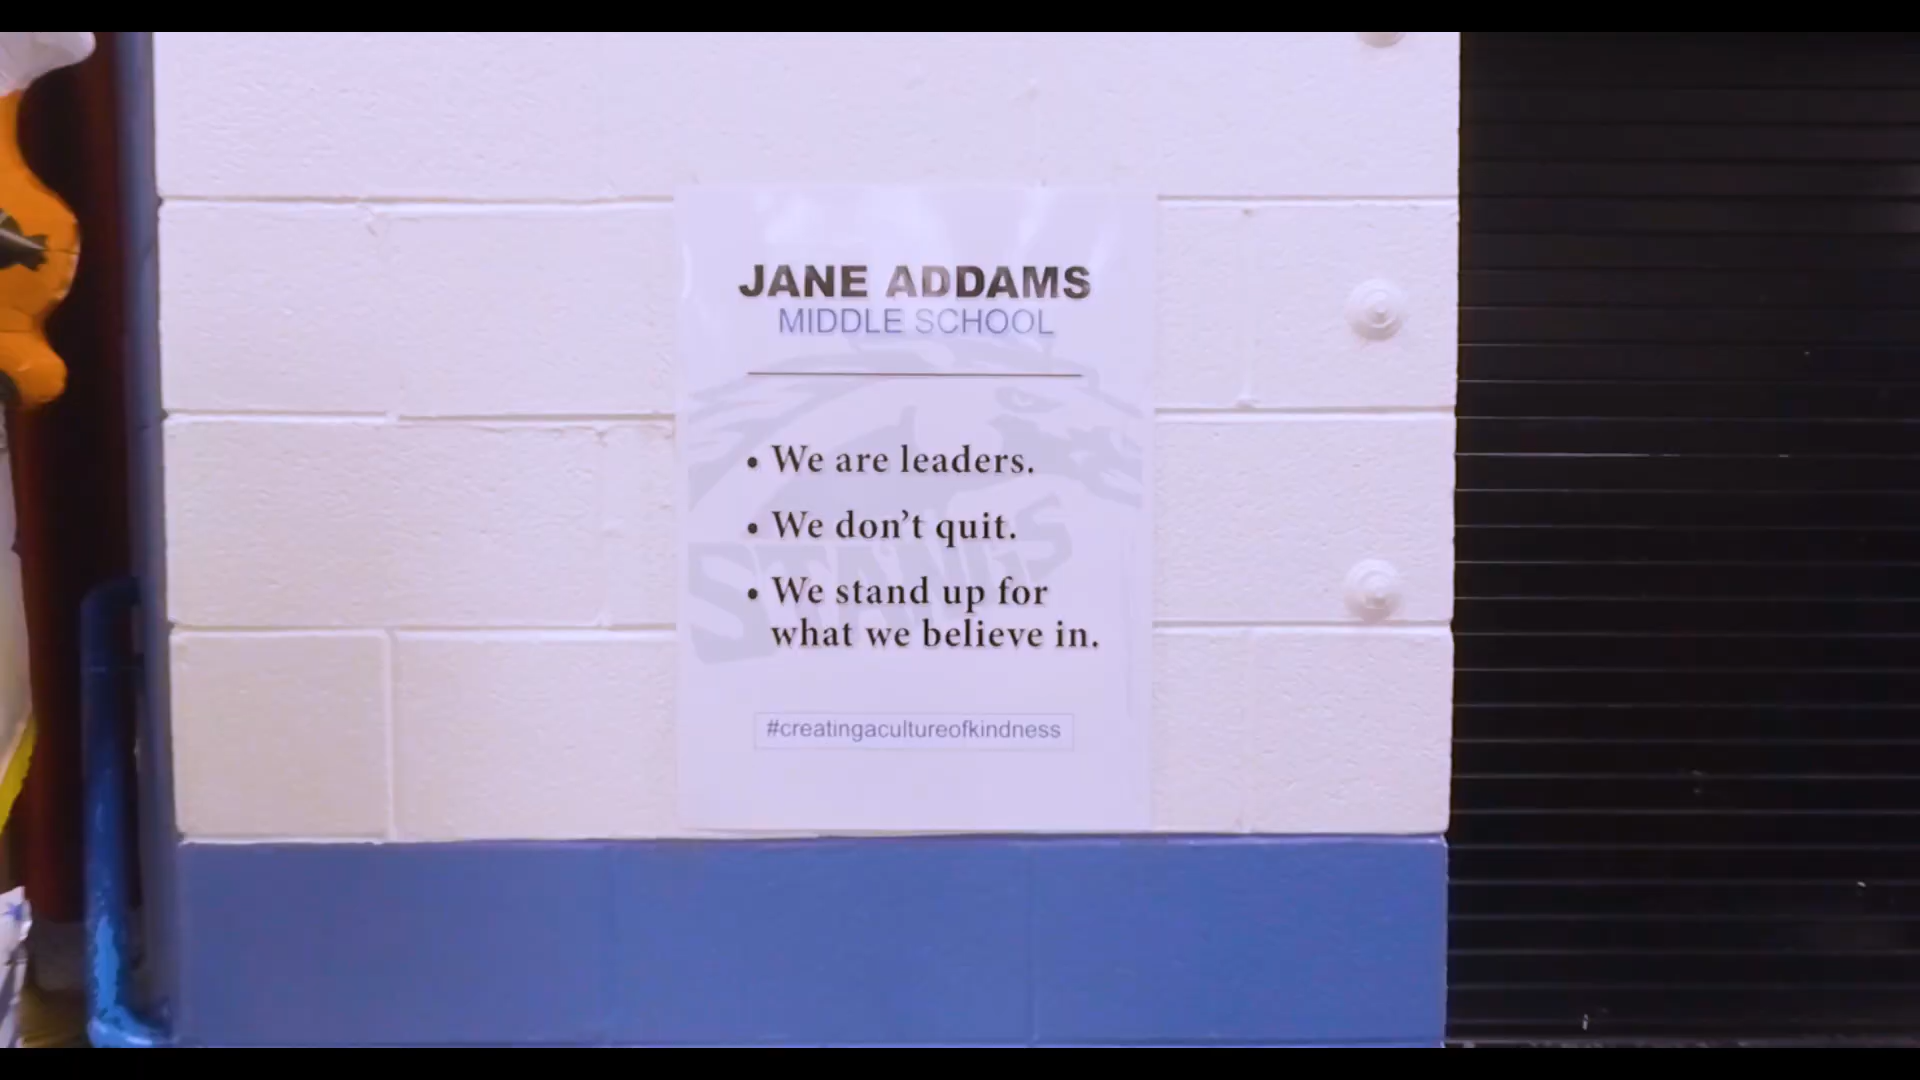 JANE ADDAMS
MIDDLE SCHOOL
• We are leaders.
• We don’t quit.
• We stand up for
what we believe in.
STANGS
#creatingacultureofkindness